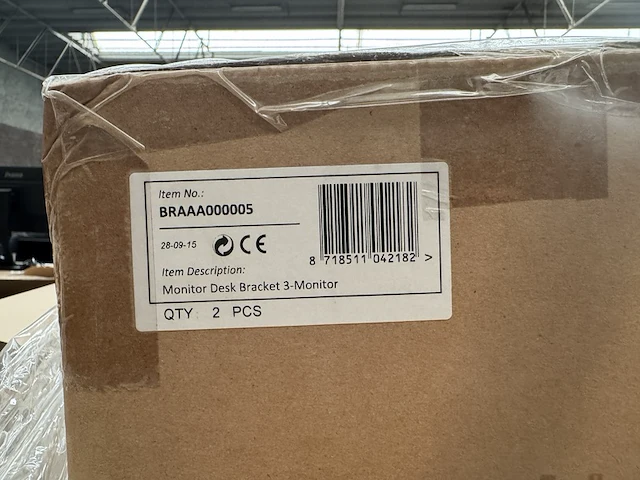 Item No.:
BRAAA000005
28-09-15 CE
8 718511 042182 >
Item Description:
Monitor Desk Bracket 3-Monitor
QTY: 2 PCS